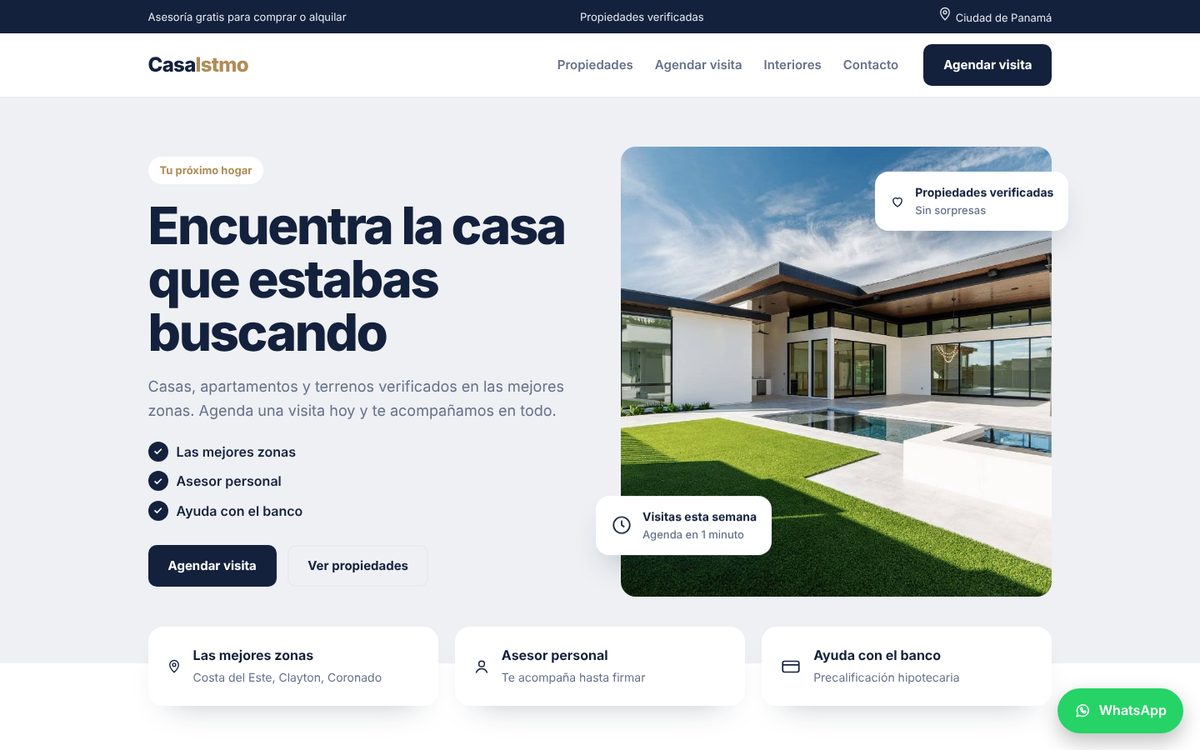 Asesoría gratis para comprar o alquilar
Propiedades verificadas
Ciudad de Panamá
CasaIstmo
Propiedades
Agendar visita
Interiores
Contacto
Agendar visita
Tu próximo hogar
Encuentra la casa
que estabas
buscando
Casas, apartamentos y terrenos verificados en las mejores
zonas. Agenda una visita hoy y te acompañamos en todo.
Las mejores zonas
Asesor personal
Ayuda con el banco
Agendar visita
Ver propiedades
Propiedades verificadas
Sin sorpresas
Visitas esta semana
Agenda en 1 minuto
Las mejores zonas
Costa del Este, Clayton, Coronado
Asesor personal
Te acompaña hasta firmar
Ayuda con el banco
Precalificación hipotecaria
WhatsApp